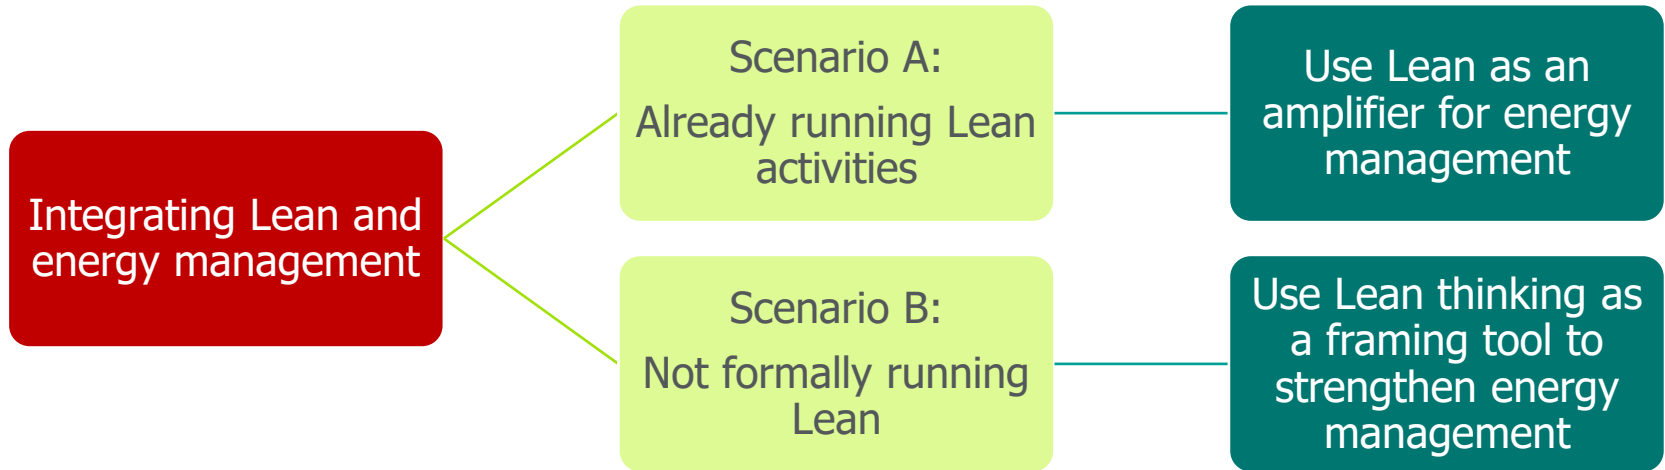 Integrating Lean and
energy management
Scenario A:
Already running Lean
activities
Use Lean as an
amplifier for energy
management
Scenario B:
Not formally running
Lean
Use Lean thinking as
a framing tool to
strengthen energy
management